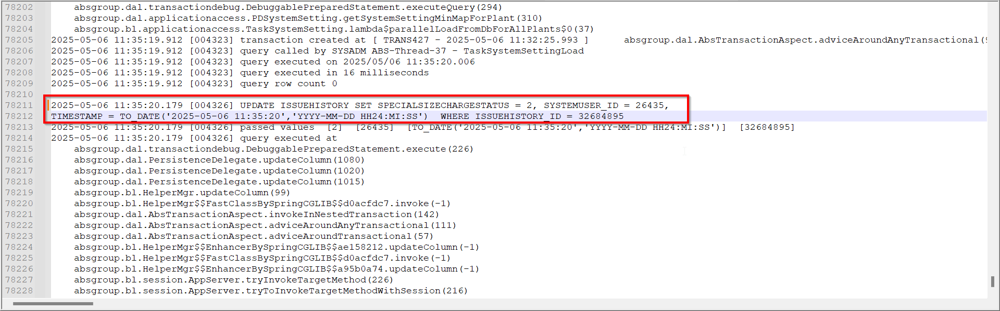 78202 absgroup.dal.transactiondebug.DebuggablePreparedStatement.executeQuery(294)
78203 absgroup.dal.applicationaccess.PDSystemSetting.getSystemSettingMinMapForPlant(310)
78204 absgroup.bl.applicationaccess.TaskSystemSetting.lambda$parallelLoadFromDbForAllPlants$0(37)
78205 2025-05-06 11:35:19.912 [004323] transaction created at [ TRANS427 - 2025-05-06 11:32:25.993 ] absgroup.dal.AbsTransactionAspect.adviceAroundAnyTransactional(
78206 2025-05-06 11:35:19.912 [004323] query called by SYSADM ABS-Thread-37 - TaskSystemSettingLoad
78207 2025-05-06 11:35:19.912 [004323] query executed on 2025/05/06 11:35:20.006
78208 2025-05-06 11:35:19.912 [004323] query executed in 16 milliseconds
78209 2025-05-06 11:35:19.912 [004323] query row count 0
78210
78211 2025-05-06 11:35:20.179 [004326] UPDATE ISSUEHISTORY SET SPECIALSIZECHARGESTATUS = 2, SYSTEMUSER_ID = 26435,
78212 TIMESTAMP = TO_DATE('2025-05-06 11:35:20','YYYY-MM-DD HH24:MI:SS') WHERE ISSUEHISTORY_ID = 32684895
78213 2025-05-06 11:35:20.179 [004326] passed values [2] [26435] [TO_DATE('2025-05-06 11:35:20','YYYY-MM-DD HH24:MI:SS')] [32684895]
78214 2025-05-06 11:35:20.179 [004326] query executed at
78215 absgroup.dal.transactiondebug.DebuggablePreparedStatement.execute(226)
78216 absgroup.dal.PersistenceDelegate.updateColumn(1080)
78217 absgroup.dal.PersistenceDelegate.updateColumn(1020)
78218 absgroup.dal.PersistenceDelegate.updateColumn(1015)
78219 absgroup.bl.HelperMgr.updateColumn(99)
78220 absgroup.bl.HelperMgr$$FastClassBySpringCGLIB$$d0acfdc7.invoke(-1)
78221 absgroup.dal.AbsTransactionAspect.invokeInNestedTransaction(142)
78222 absgroup.dal.AbsTransactionAspect.adviceAroundAnyTransactional(111)
78223 absgroup.dal.AbsTransactionAspect.adviceAroundTransactional(57)
78224 absgroup.bl.HelperMgr$$EnhancerBySpringCGLIB$$ae158212.updateColumn(-1)
78225 absgroup.bl.HelperMgr$$FastClassBySpringCGLIB$$d0acfdc7.invoke(-1)
78226 absgroup.bl.HelperMgr$$EnhancerBySpringCGLIB$$a95b0a74.updateColumn(-1)
78227 absgroup.bl.session.AppServer.tryInvokeTargetMethod(226)
78228 absgroup.bl.session.AppServer.tryToInvokeTargetMethodWithSession(216)